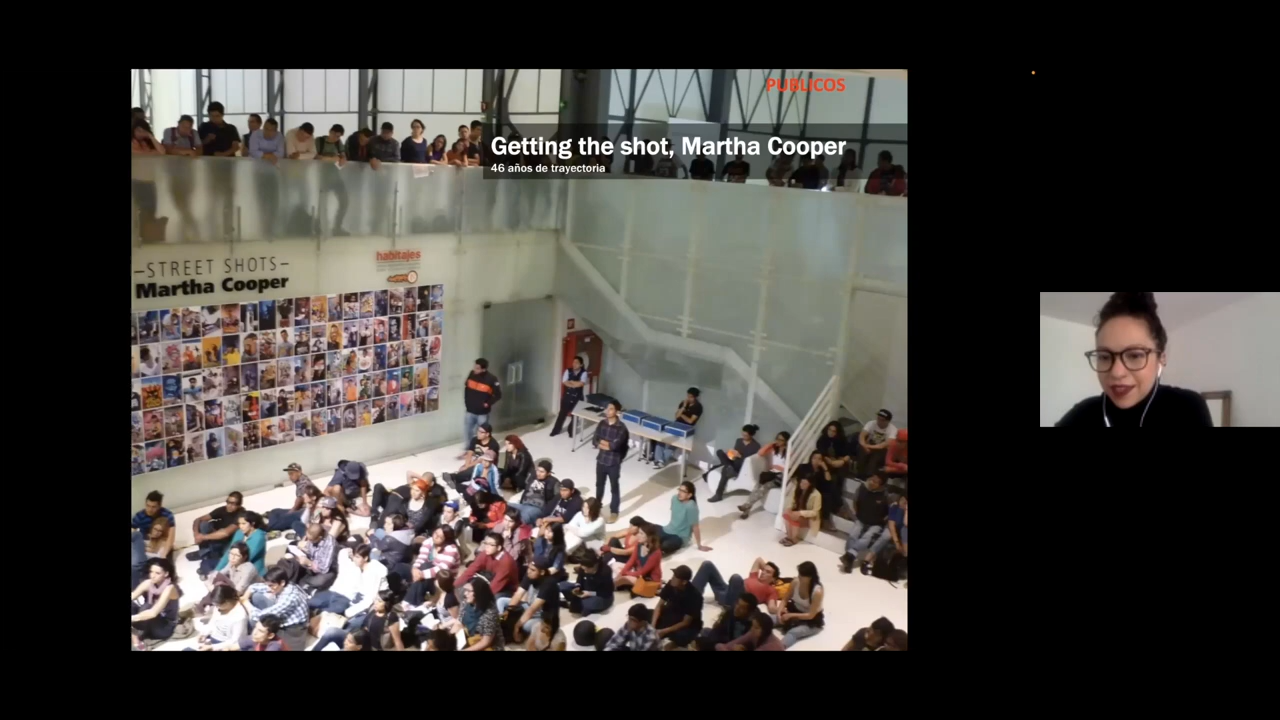 PUBLICOS
Getting the shot, Martha Cooper
46 años de trayectoria
–STREET SHOTS–
Martha Cooper
habitajes